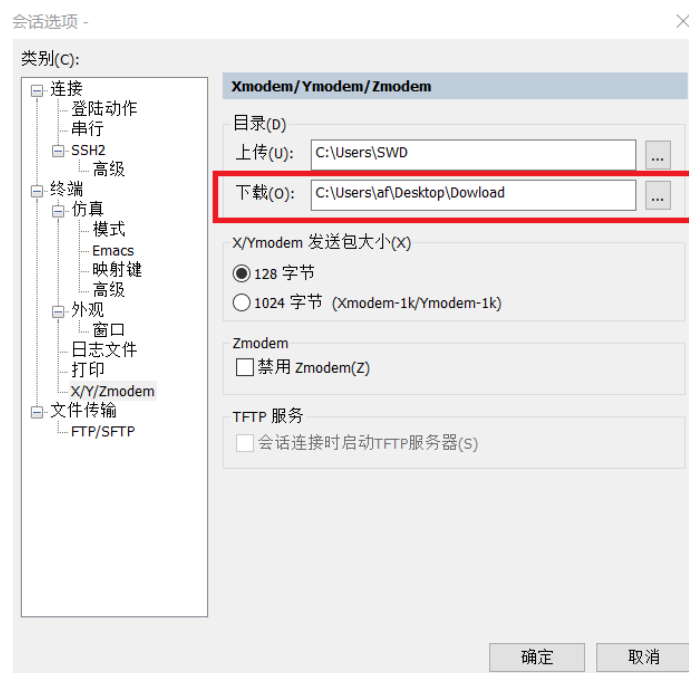 会话选项 -
类别(C):
连接
登陆动作
串行
SSH2
高级
终端
仿真
模式
Emacs
映射键
高级
外观
窗口
日志文件
打印
X/Y/Zmodem
文件传输
FTP/SFTP
Xmodem/Ymodem/Zmodem
目录(D)
上传(U): C:\Users\SWD ...
下载(O): C:\Users\af\Desktop\Dowload ...
X/Ymodem 发送包大小(X)
128 字节
1024 字节 (Xmodem-1k/Ymodem-1k)
Zmodem
禁用 Zmodem(Z)
TFTP 服务
会话连接时启动TFTP服务器(S)
确定 取消